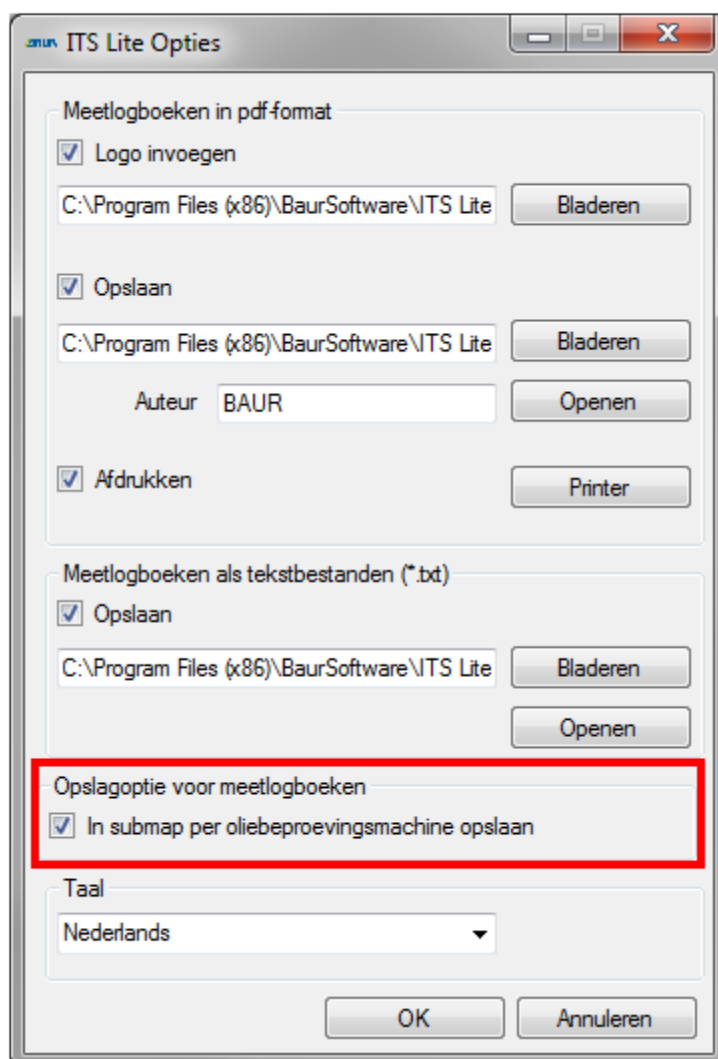 BAUR ITS Lite Opties
Meetlogboeken in pdf-format
Logo invoegen
C:\Program Files (x86)\BaurSoftware\ITS Lite Bladeren
Opslaan
C:\Program Files (x86)\BaurSoftware\ITS Lite Bladeren
Auteur BAUR Openen
Afdrukken Printer
Meetlogboeken als tekstbestanden (*.txt)
Opslaan
C:\Program Files (x86)\BaurSoftware\ITS Lite Bladeren
Openen
Opslagoptie voor meetlogboeken
In submap per oliebeproevingsmachine opslaan
Taal
Nederlands
OK Annuleren